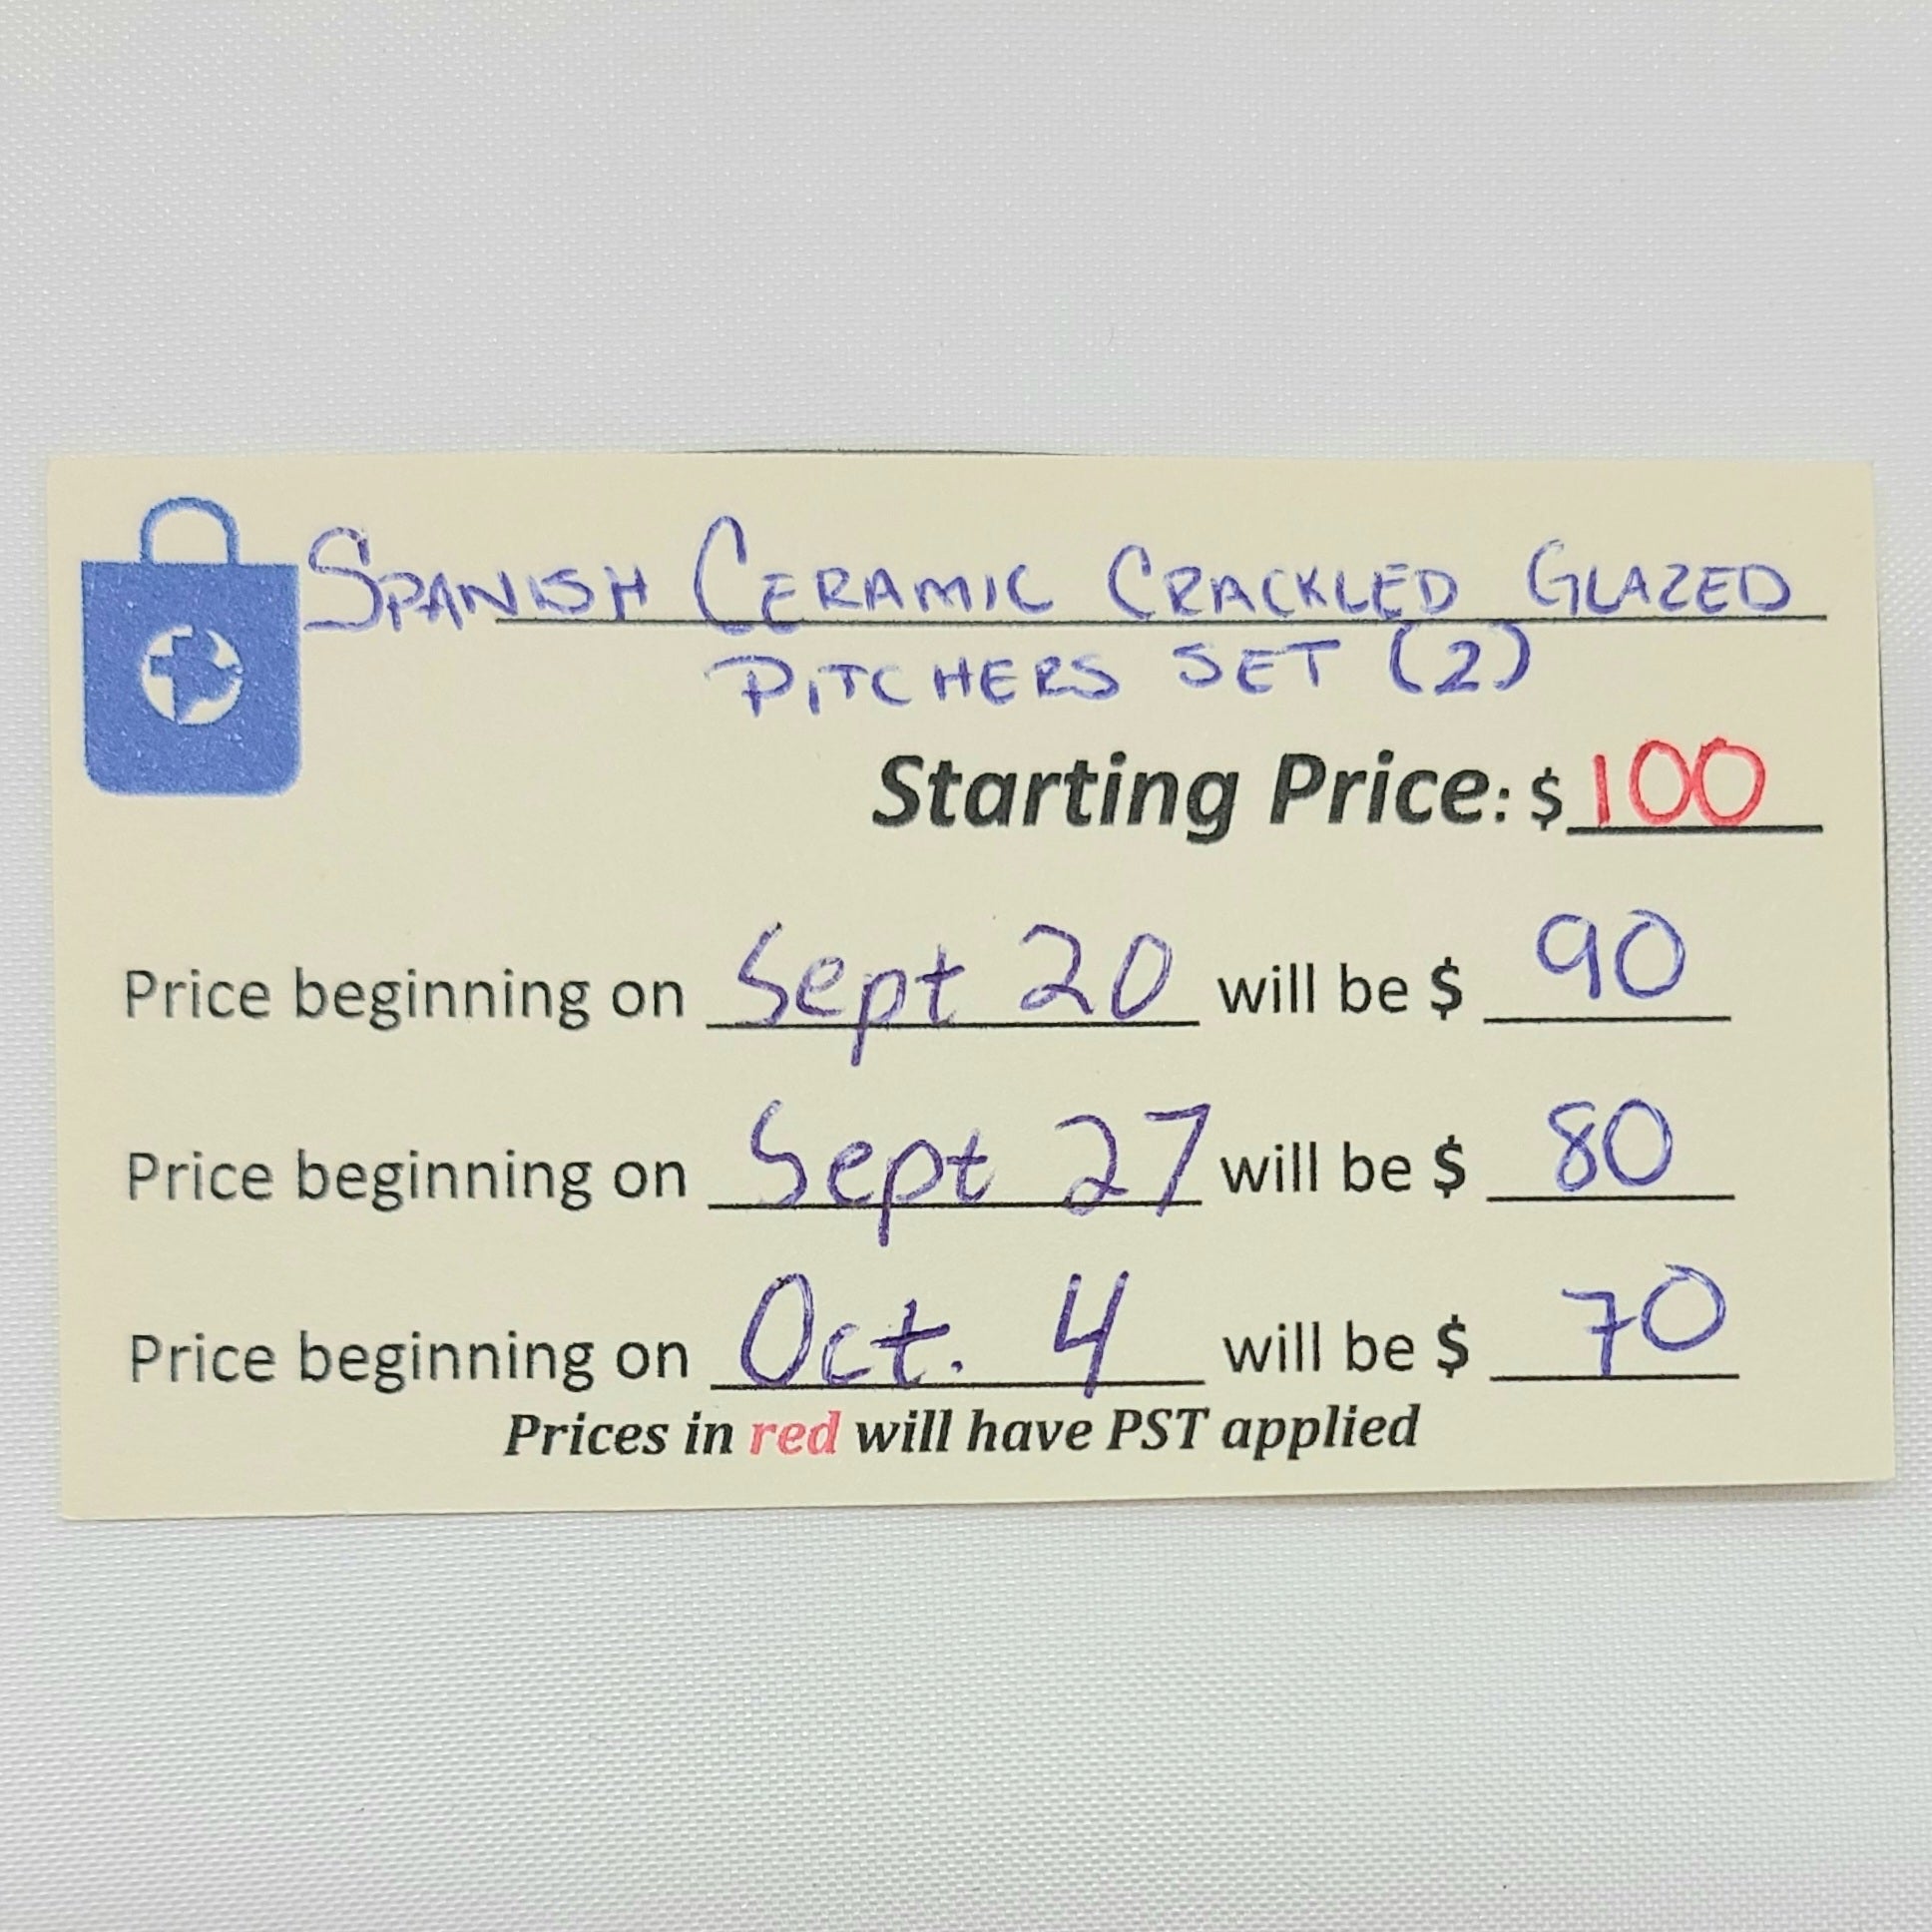 SPANISH CERAMIC CRACKLED GLAZED
PITCHERS SET (2)
Starting Price: $ 100
Price beginning on Sept 20 will be $ 90
Price beginning on Sept 27 will be $ 80
Price beginning on Oct. 4 will be $ 70
Prices in red will have PST applied